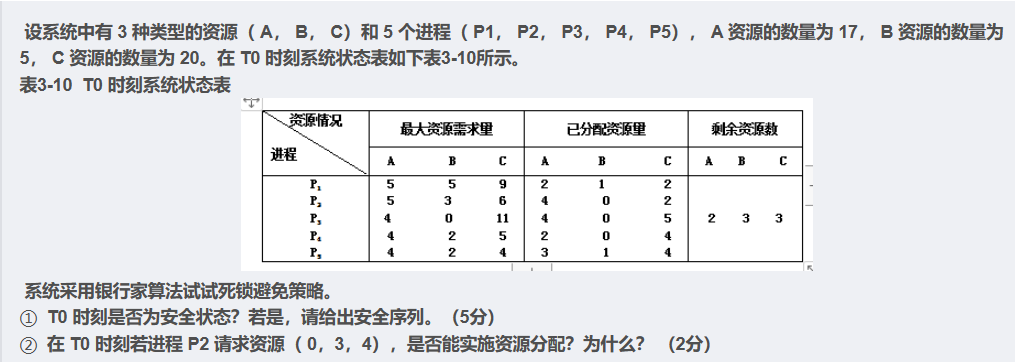 设系统中有 3 种类型的资源（ A， B， C）和 5 个进程（ P1， P2， P3， P4， P5）， A 资源的数量为 17， B 资源的数量为
5， C 资源的数量为 20。在 T0 时刻系统状态表如下表3-10所示。
表3-10 T0 时刻系统状态表
资源情况 最大资源需求量 已分配资源量 剩余资源数
进程 A B C A B C A B C
P₁ 5 5 9 2 1 2
P₂ 5 3 6 4 0 2
P₃ 4 0 11 4 0 5 2 3 3
P₄ 4 2 5 2 0 4
P₅ 4 2 4 3 1 4
系统采用银行家算法试试死锁避免策略。
① T0 时刻是否为安全状态？若是，请给出安全序列。（5分）
② 在 T0 时刻若进程 P2 请求资源（ 0，3，4），是否能实施资源分配？为什么？ （2分）